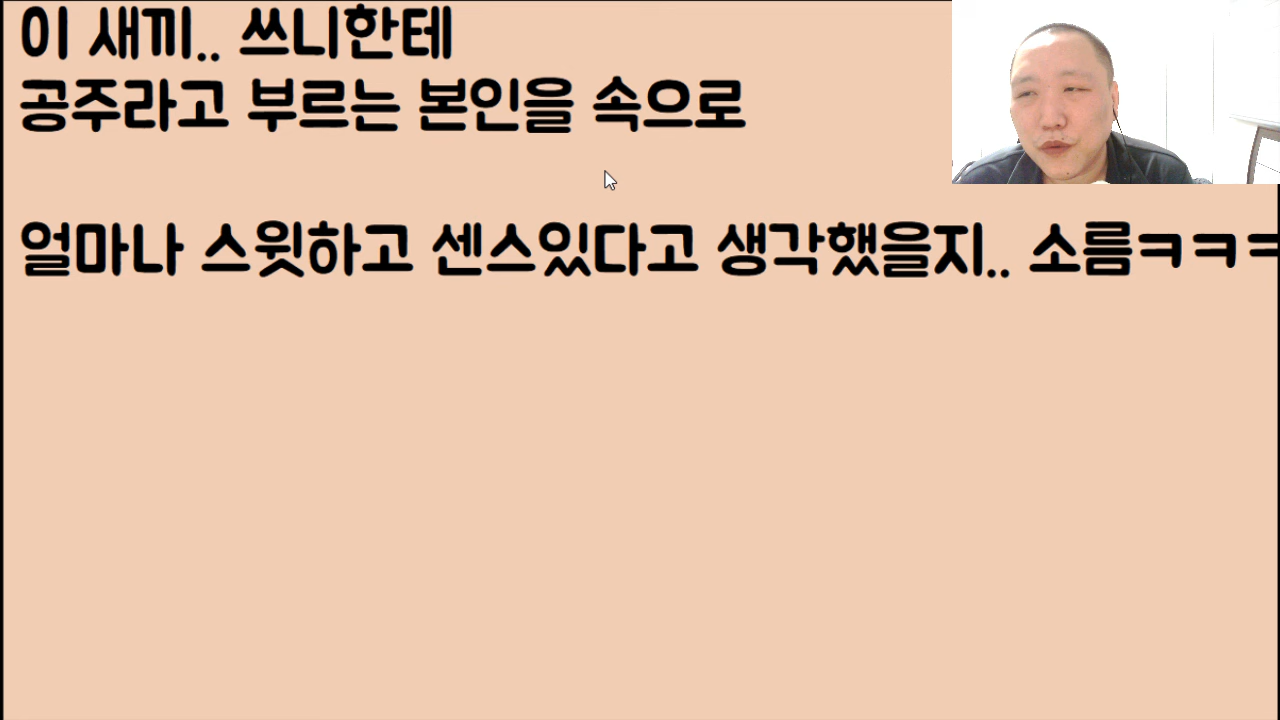 이 새끼.. 쓰니한테
공주라고 부르는 본인을 속으로
얼마나 스윗하고 센스있다고 생각했을지.. 소름ㅋㅋㅋ